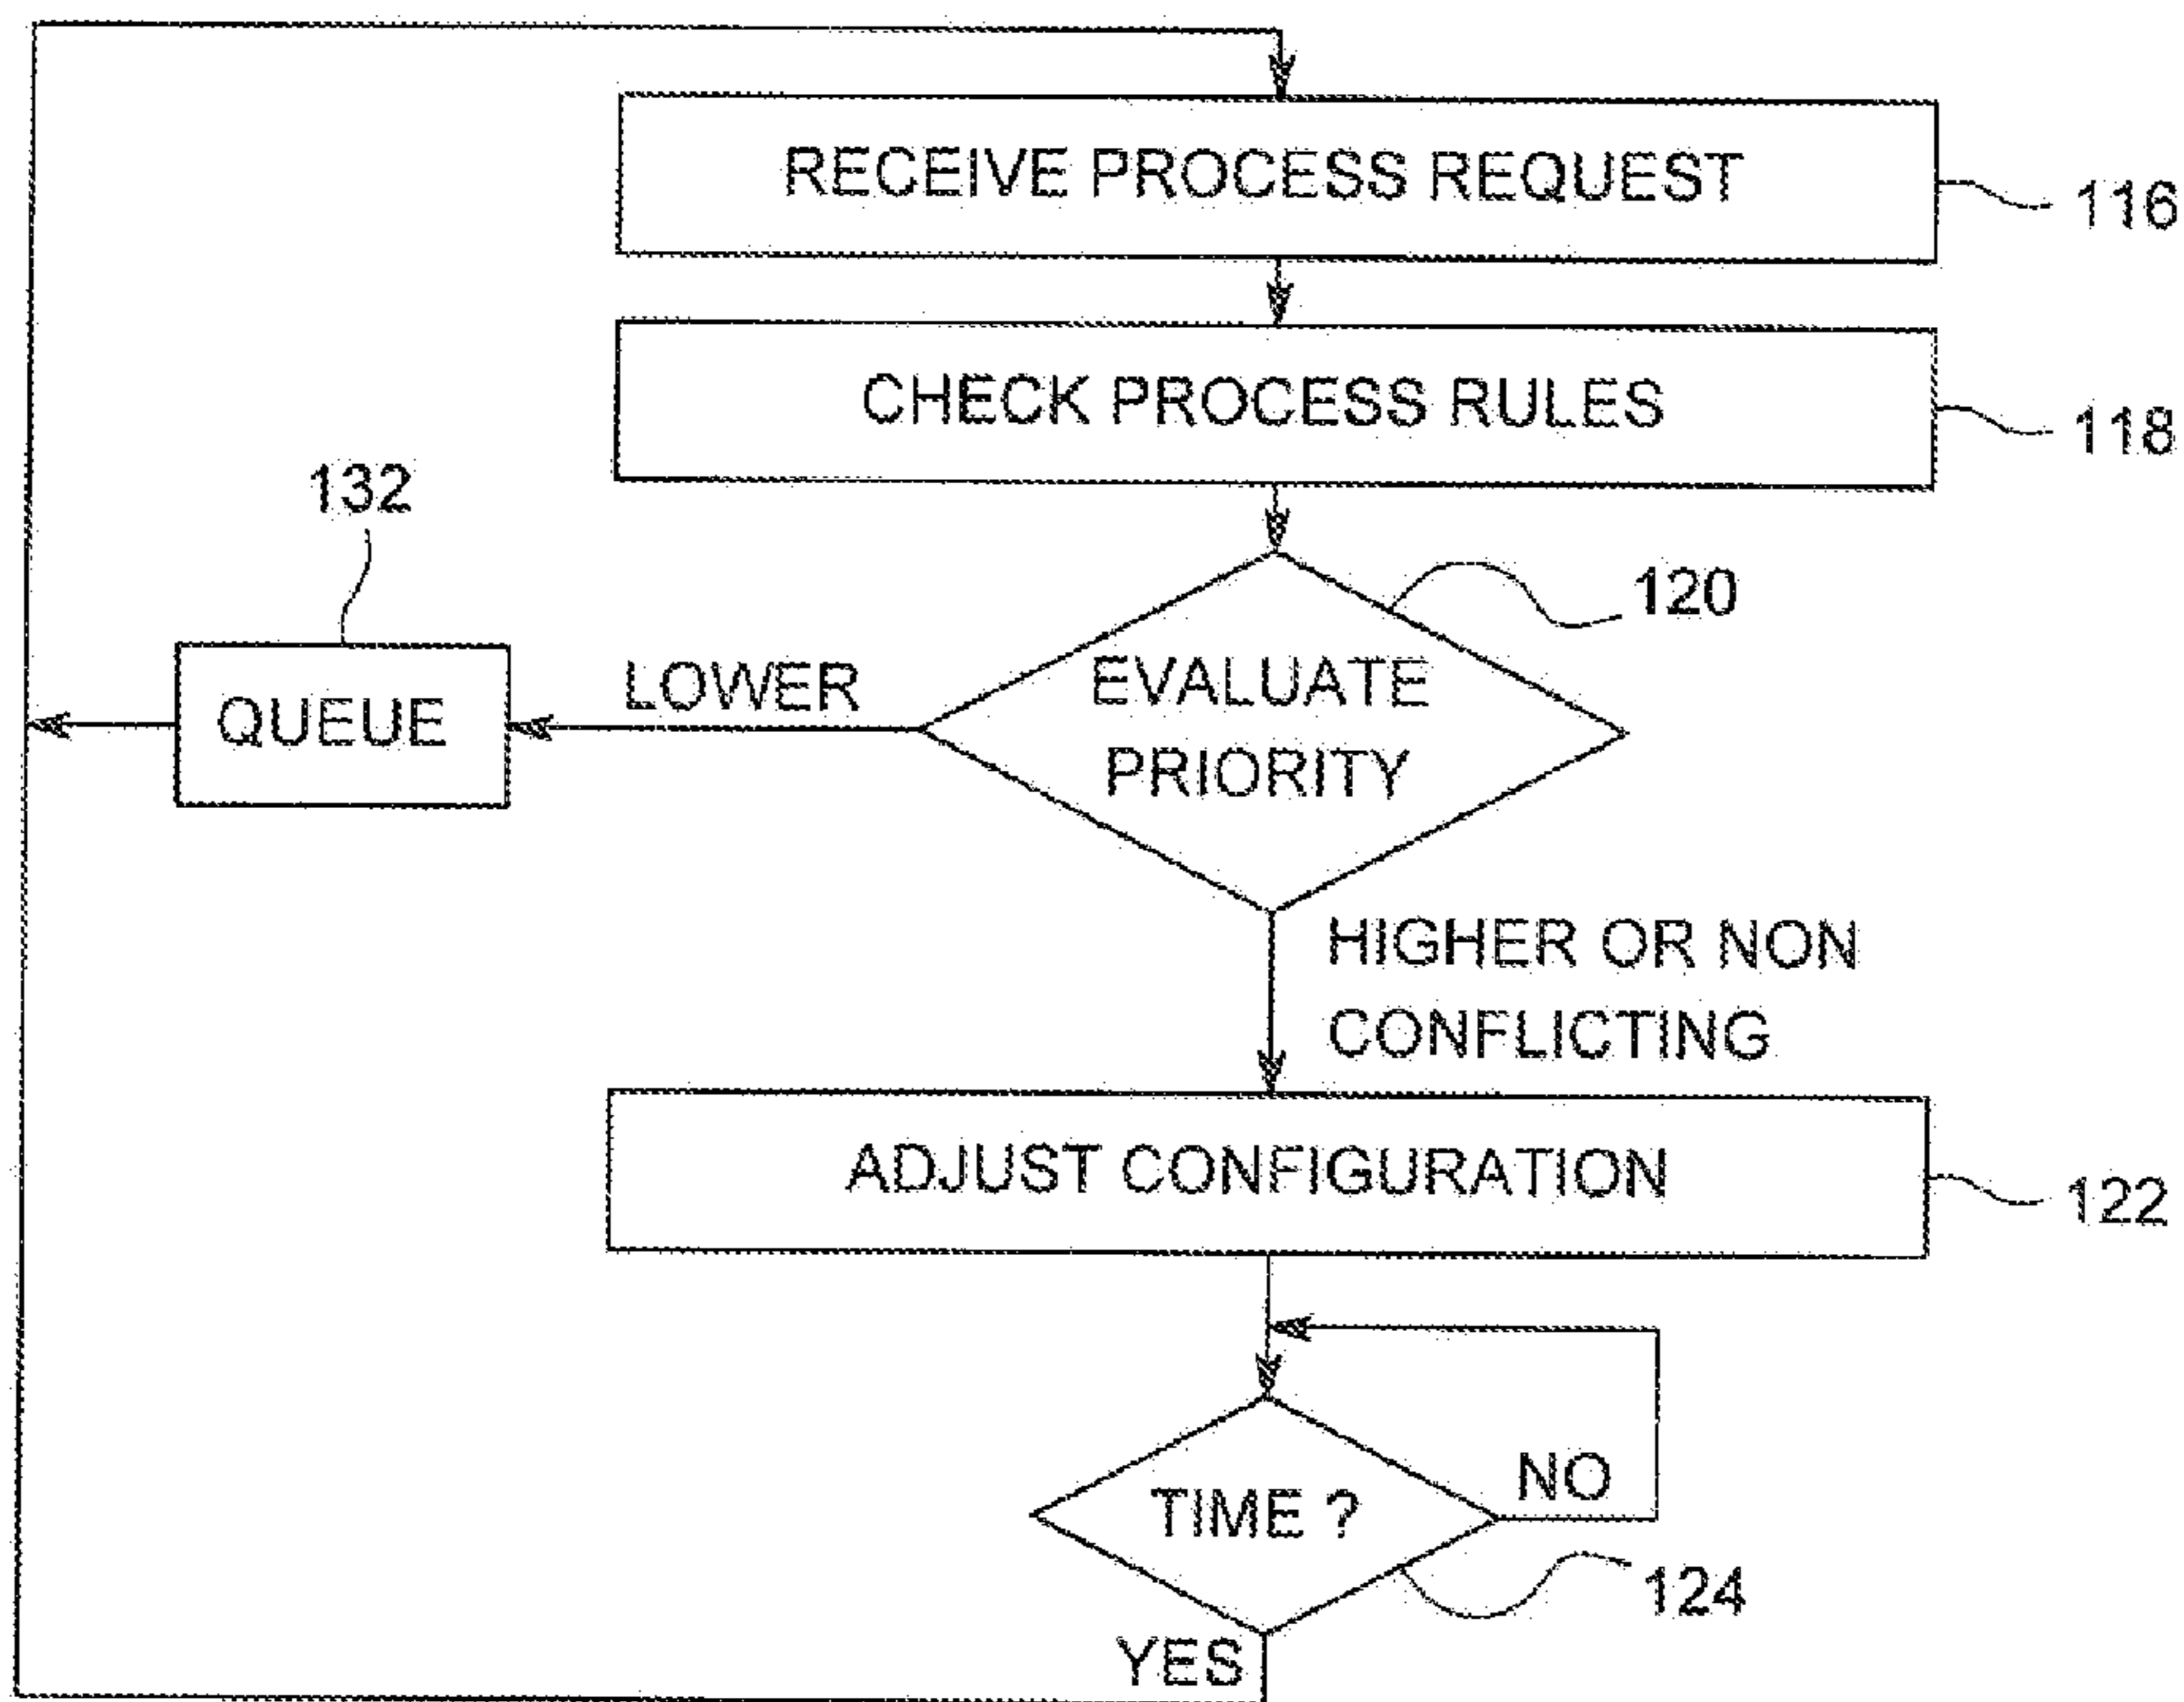 RECEIVE PROCESS REQUEST
116
CHECK PROCESS RULES
118
132
120
QUEUE
LOWER
EVALUATE
PRIORITY
HIGHER OR NON
CONFLICTING
ADJUST CONFIGURATION
122
TIME ?
NO
124
YES